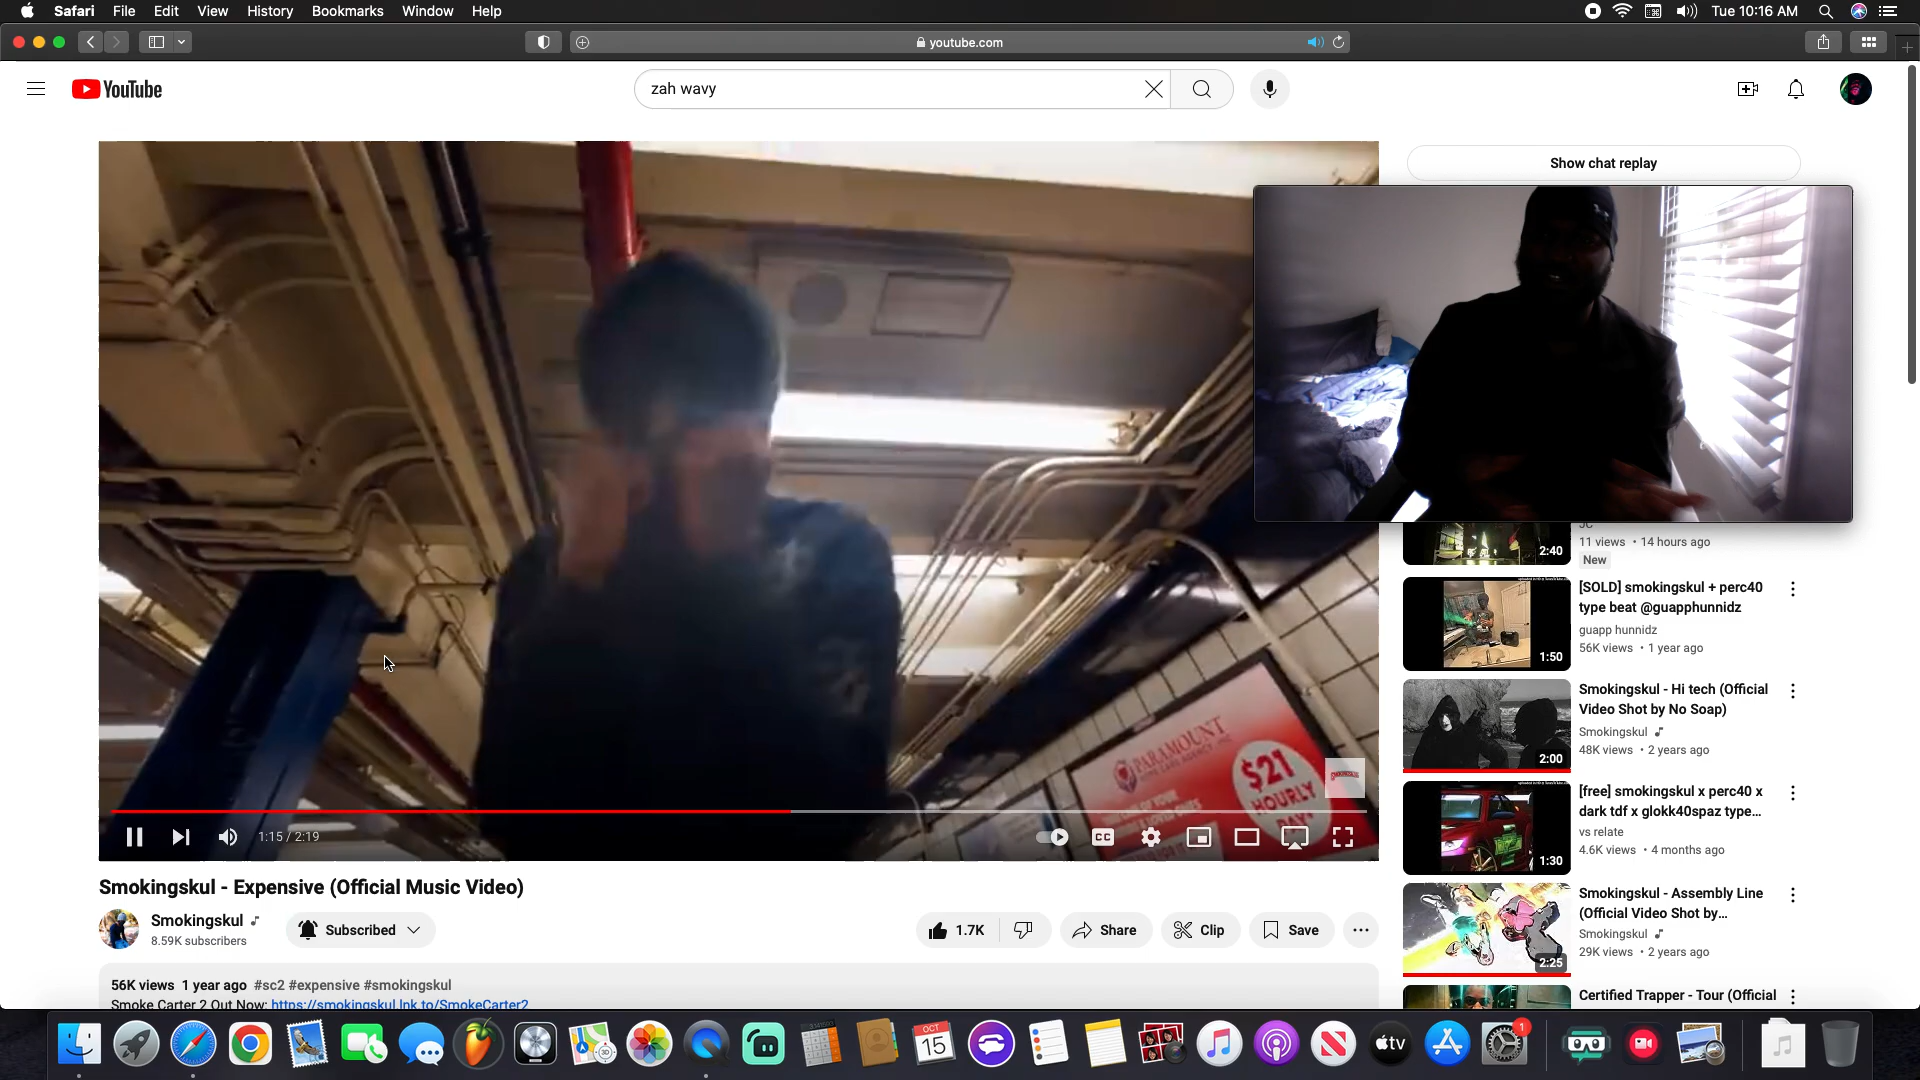 Safari File Edit View History Bookmarks Window Help Tue 10:16 AM
youtube.com
YouTube
zah wavy
Show chat replay
PARAMOUNT
$21
HOURLY
1:15 / 2:19
CC
Smokingskul - Expensive (Official Music Video)
Smokingskul
8.59K subscribers
Subscribed
1.7K
Share
Clip
Save
56K views 1 year ago #sc2 #expensive #smokingskul
Smoke Carter 2 Out Now: https://smokingskul.lnk.to/SmokeCarter2
2:40
JC
11 views • 14 hours ago
New
1:50
[SOLD] smokingskul + perc40
type beat @guapphunnidz
guapp hunnidz
56K views • 1 year ago
2:00
Smokingskul - Hi tech (Official
Video Shot by No Soap)
Smokingskul
48K views • 2 years ago
1:30
[free] smokingskul x perc40 x
dark tdf x glokk40spaz type...
vs relate
4.6K views • 4 months ago
2:25
Smokingskul - Assembly Line
(Official Video Shot by...
Smokingskul
29K views • 2 years ago
Certified Trapper - Tour (Official
OCT
15
tv
1